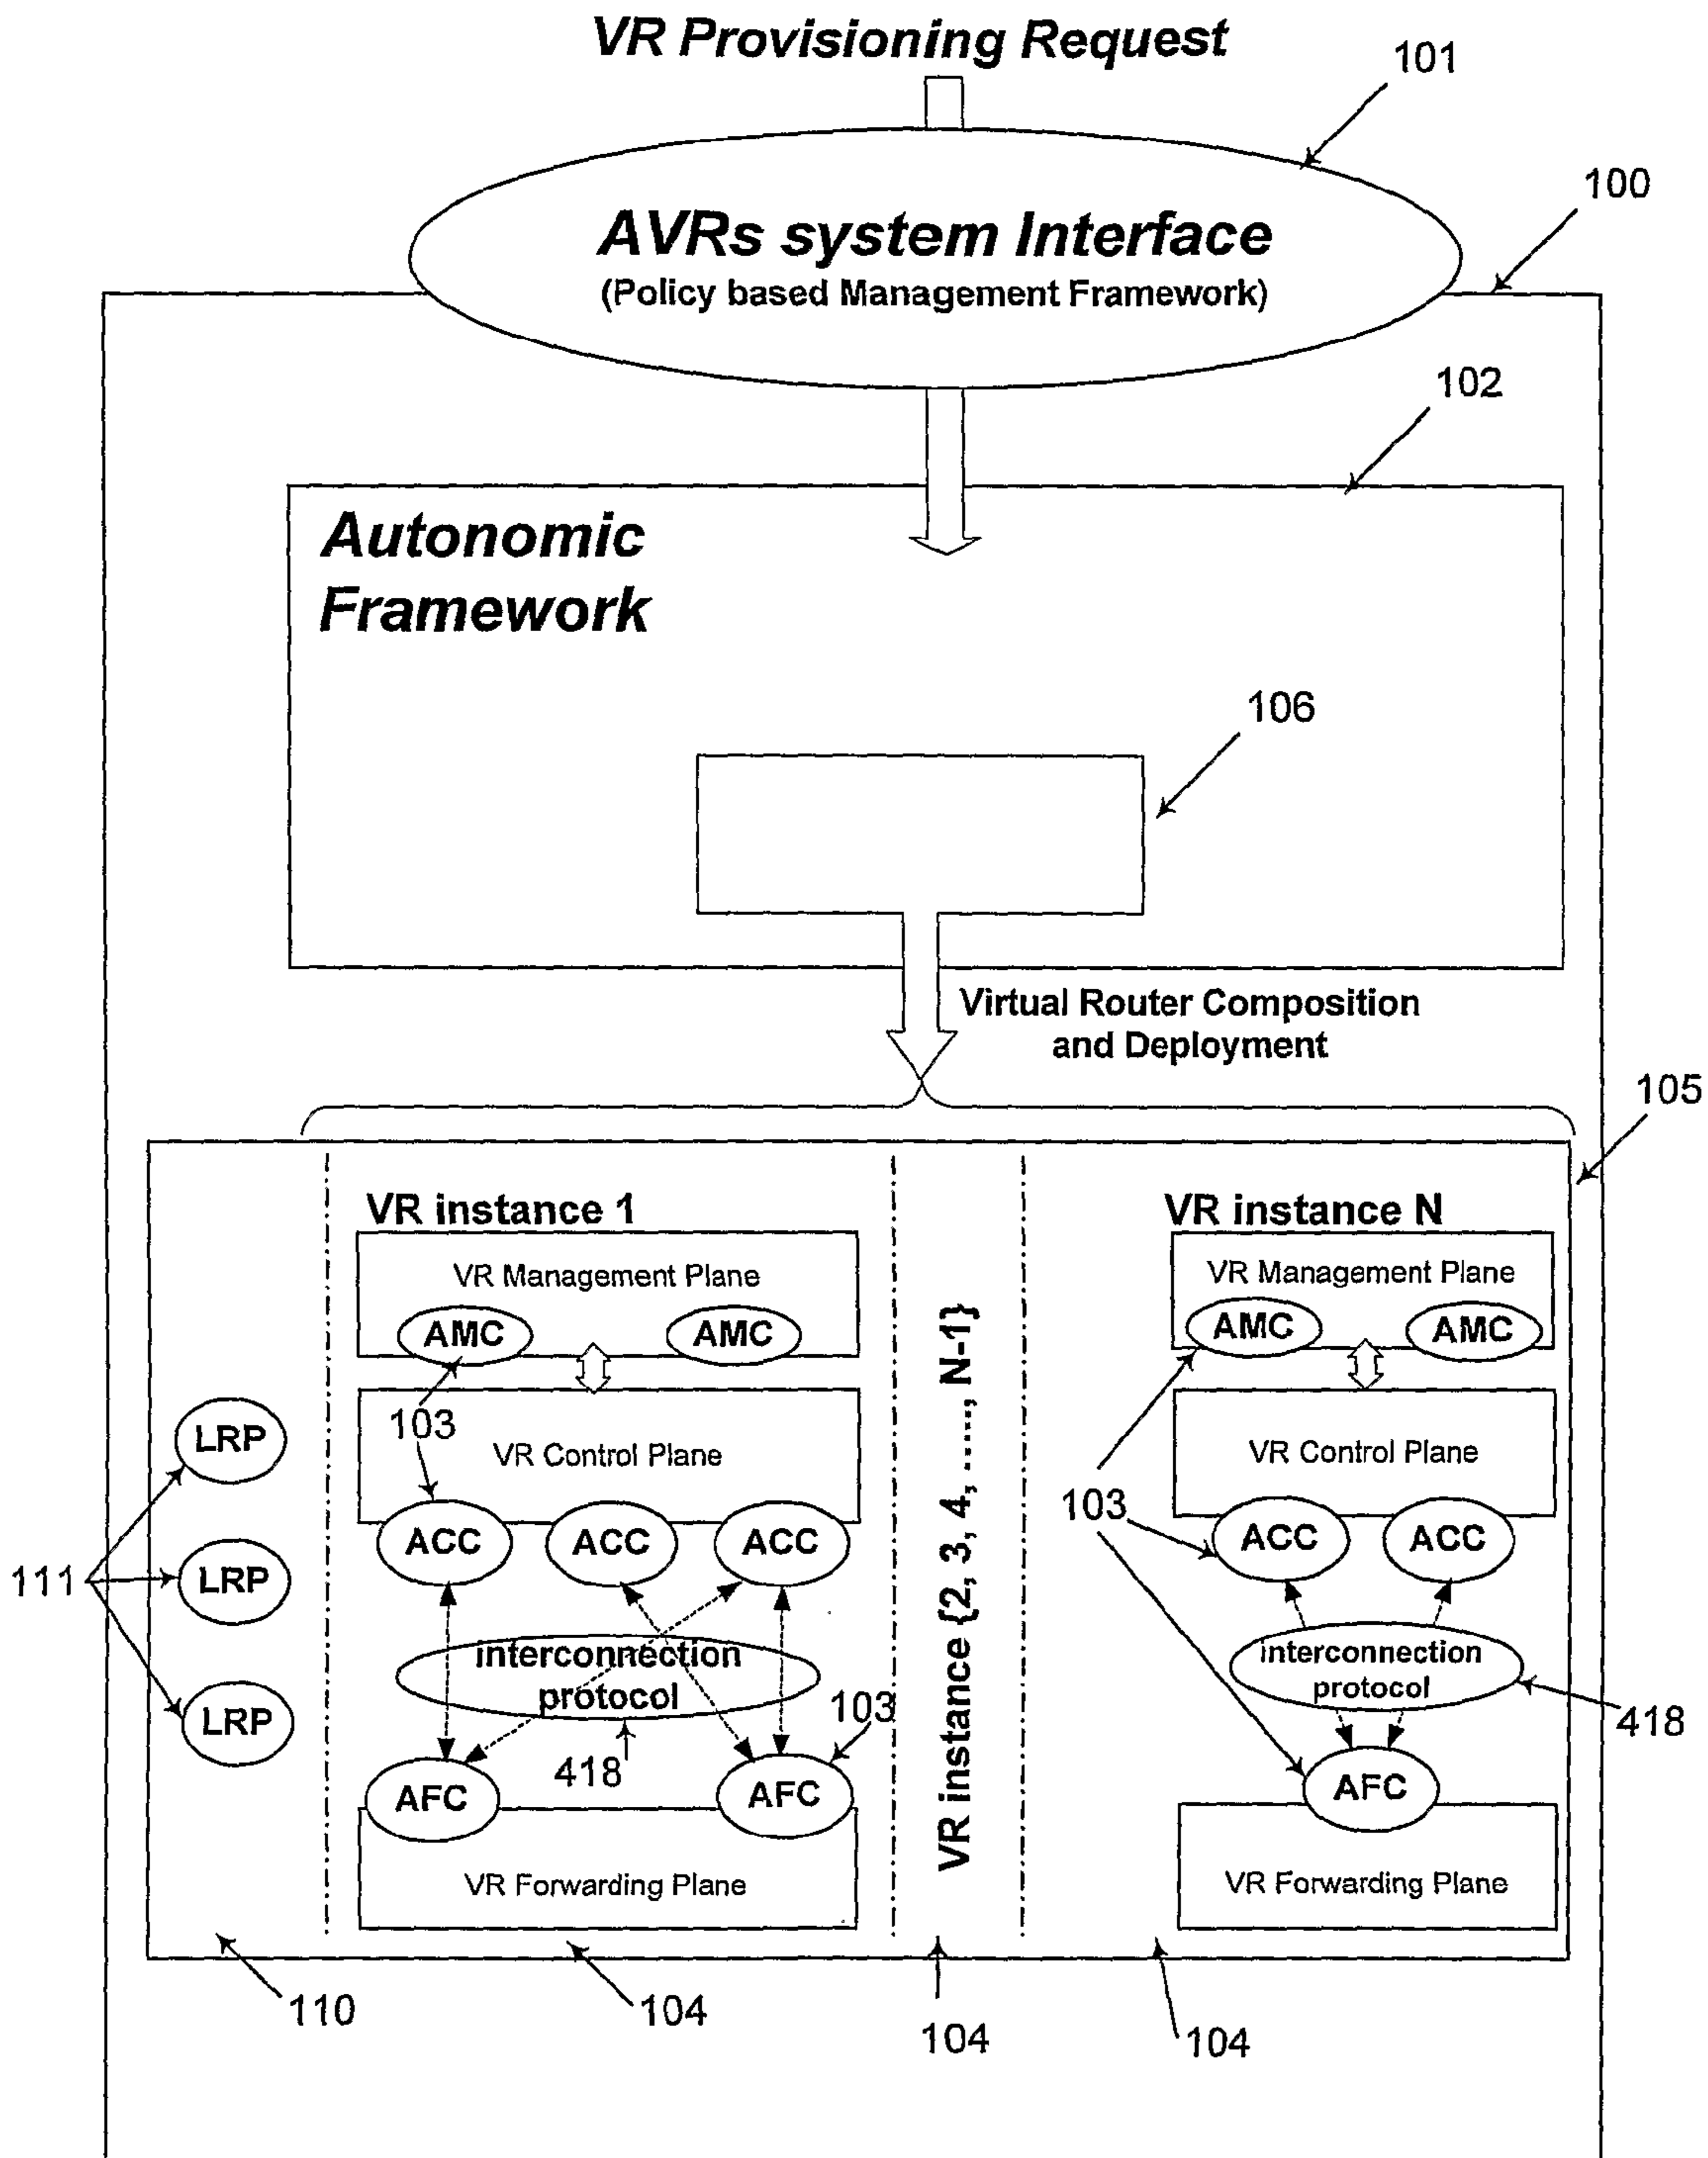 VR Provisioning Request
101
AVRs system Interface
(Policy based Management Framework)
100
102
Autonomic
Framework
106
Virtual Router Composition
and Deployment
105
VR instance 1
VR Management Plane
AMC
AMC
103
VR Control Plane
ACC
ACC
ACC
interconnection
protocol
103
418
AFC
AFC
VR Forwarding Plane
LRP
LRP
LRP
111
VR instance {2, 3, 4, ....., N-1}
VR instance N
VR Management Plane
AMC
AMC
VR Control Plane
103
ACC
ACC
interconnection
protocol
418
AFC
VR Forwarding Plane
110
104
104
104